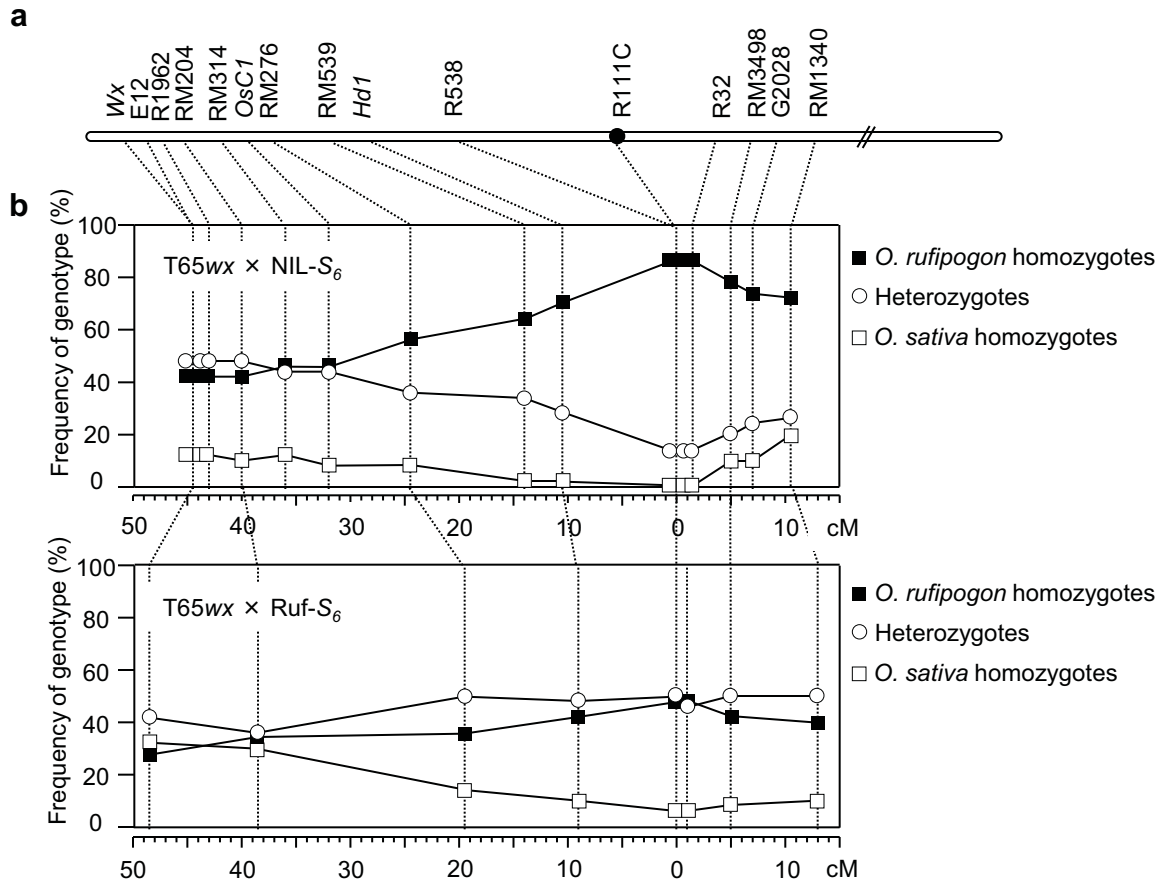 a
Wx
E12
R1962
RM204
RM314
OsC1
RM276
RM539
Hd1
R538
R111C
R32
RM3498
G2028
RM1340
b
Frequency of genotype (%)
100
80
60
40
20
0
T65wx × NIL-S6
O. rufipogon homozygotes
Heterozygotes
O. sativa homozygotes
50 40 30 20 10 0 10 cM
Frequency of genotype (%)
100
80
60
40
20
0
T65wx × Ruf-S6
O. rufipogon homozygotes
Heterozygotes
O. sativa homozygotes
50 40 30 20 10 0 10 cM